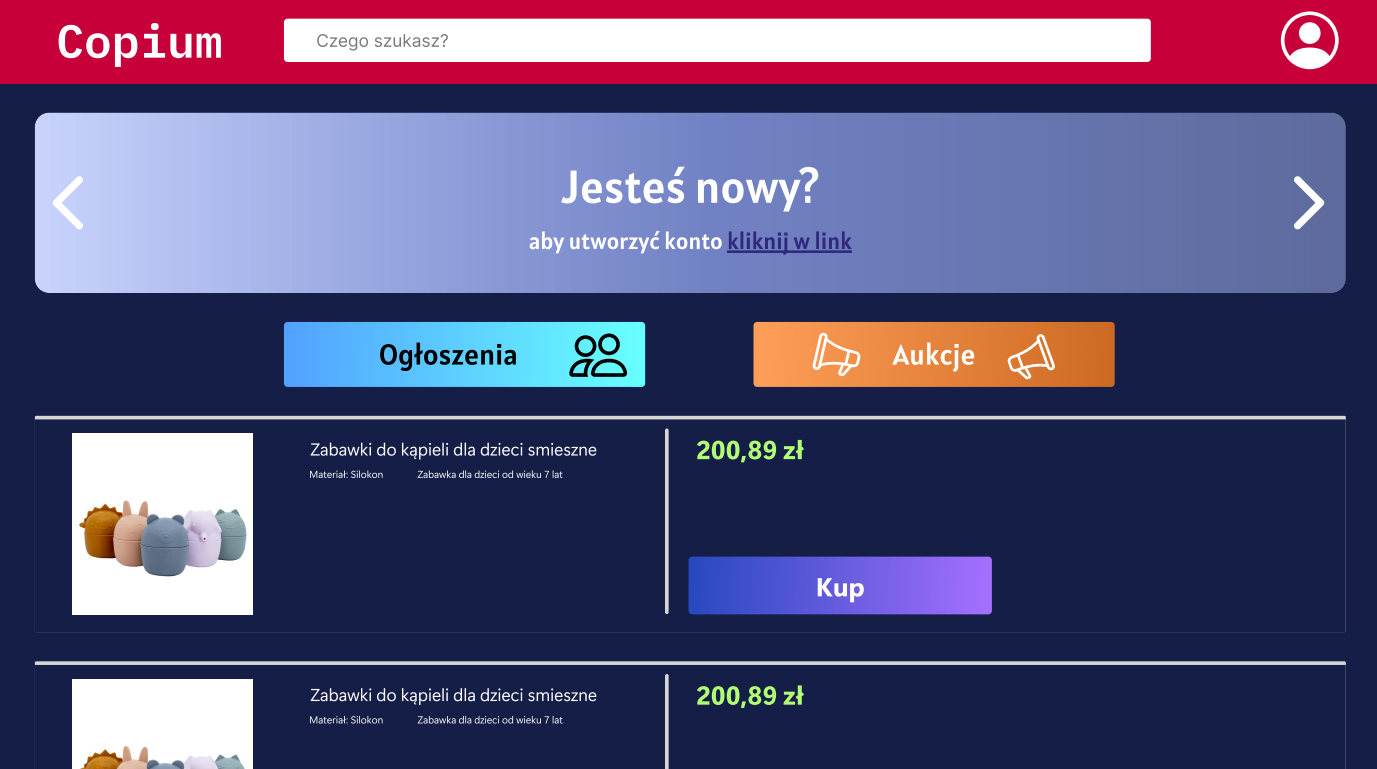 Copium
Czego szukasz?
Jesteś nowy?
aby utworzyć konto kliknij w link
Ogłoszenia
Aukcje
Zabawki do kąpieli dla dzieci smieszne
200,89 zł
Materiał: Silokon
Zabawka dla dzieci od wieku 7 lat
Kup
Zabawki do kąpieli dla dzieci smieszne
200,89 zł
Materiał: Silokon
Zabawka dla dzieci od wieku 7 lat